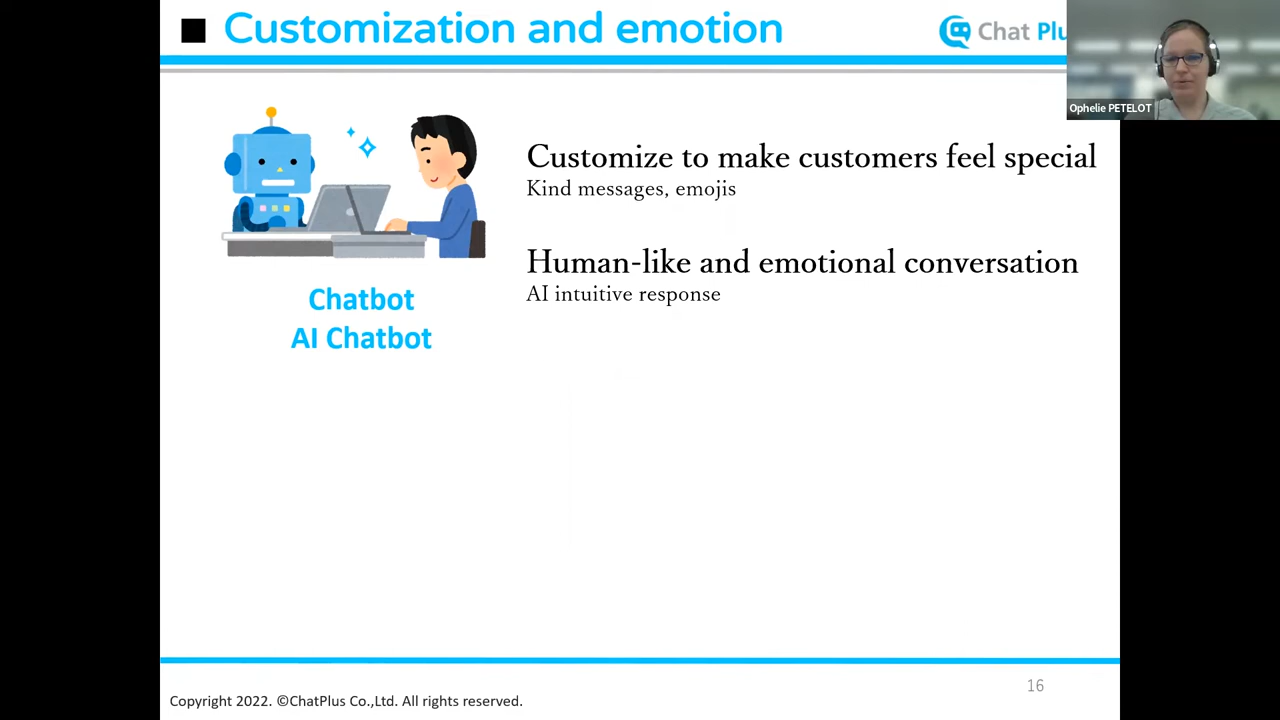 Customization and emotion
Chat Plu
Ophelie PETELOT
Customize to make customers feel special
Kind messages, emojis
Human-like and emotional conversation
AI intuitive response
Chatbot
AI Chatbot
Copyright 2022. ©ChatPlus Co.,Ltd. All rights reserved.
16